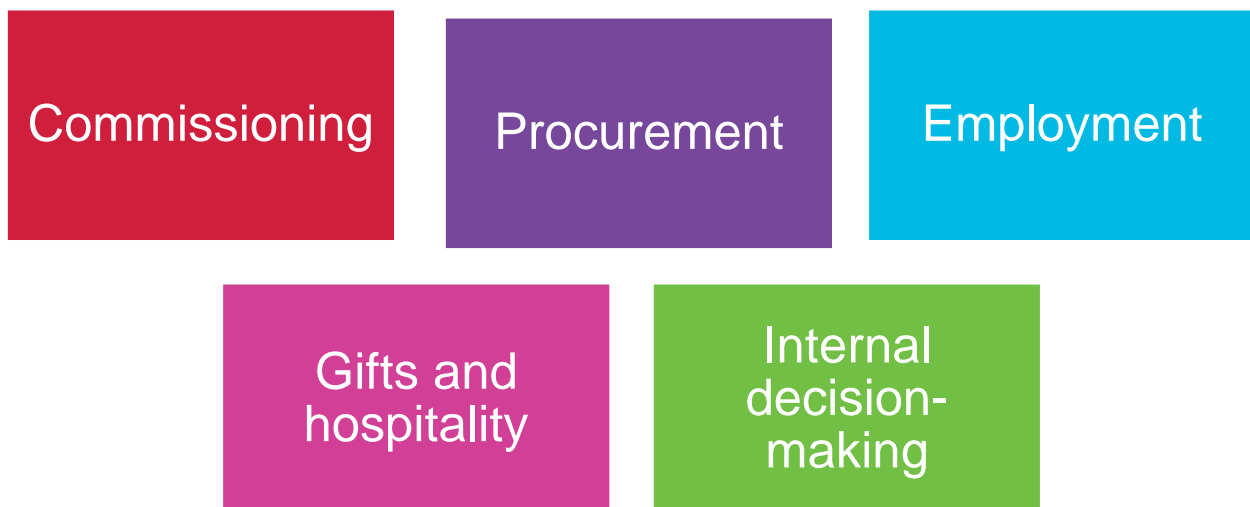 Commissioning
Procurement
Employment
Gifts and
hospitality
Internal
decision-
making